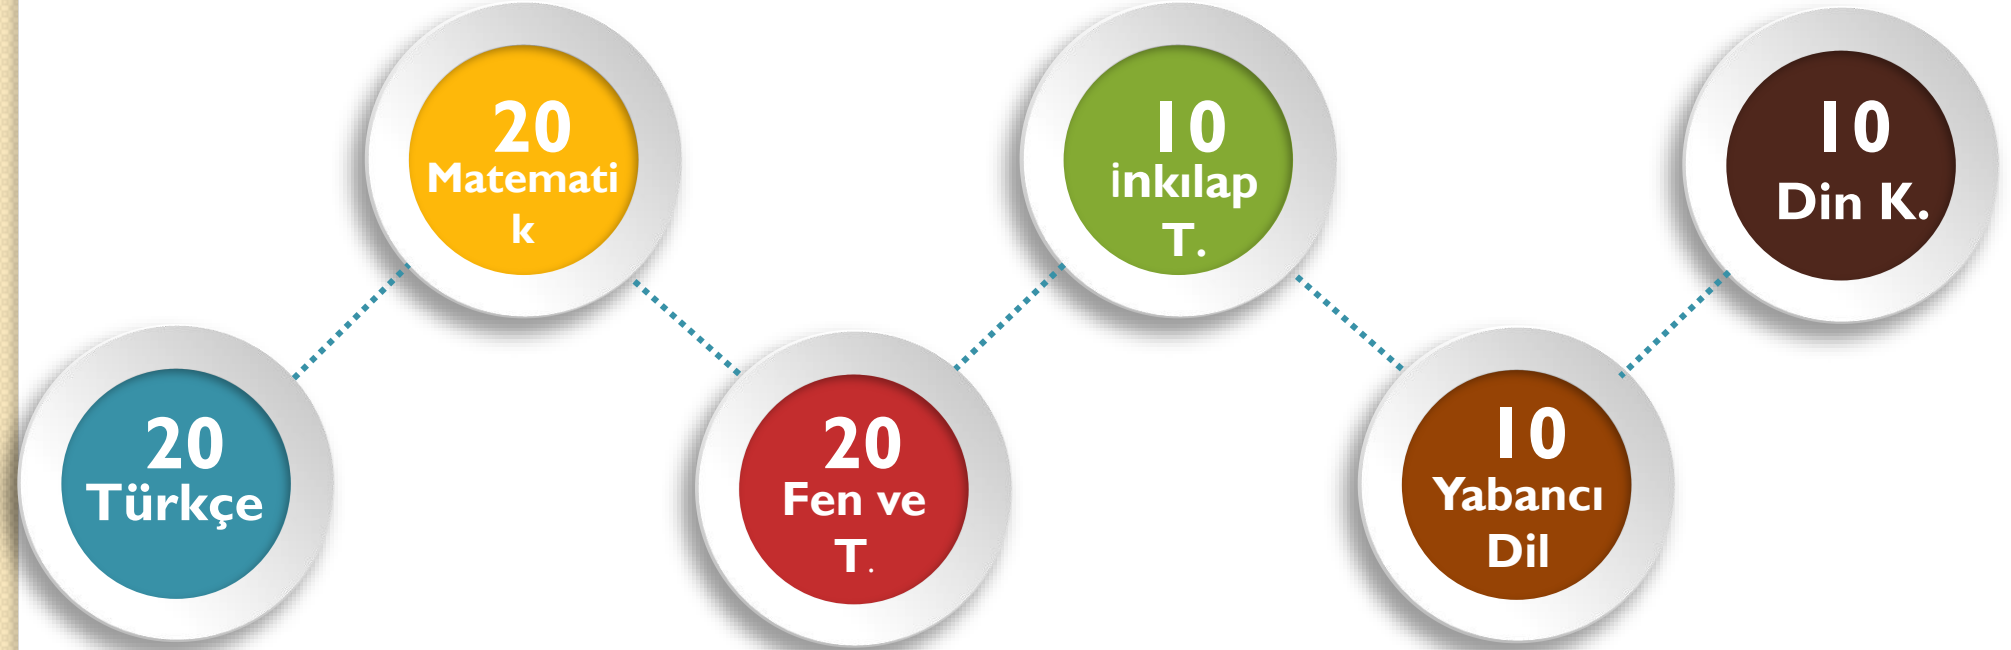 20
Türkçe
20
Matemati
k
20
Fen ve
T.
10
inkılap
T.
10
Yabancı
Dil
10
Din K.